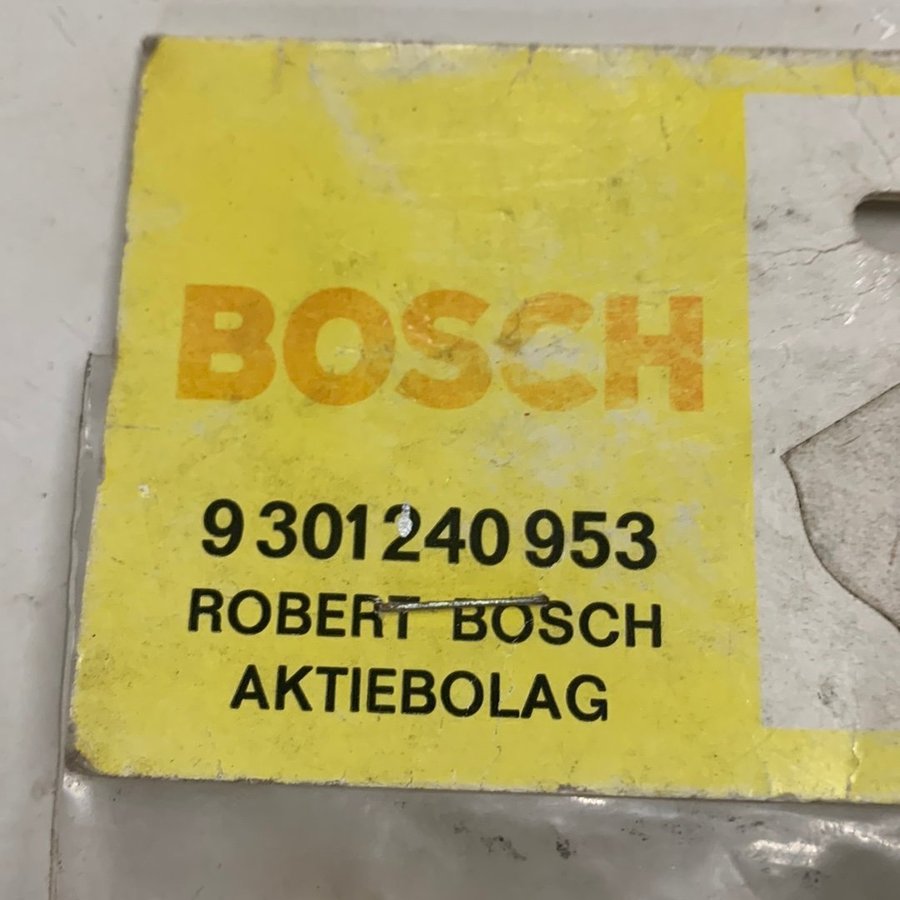 BOSCH
9 301 240 953
ROBERT BOSCH
AKTIEBOLAG